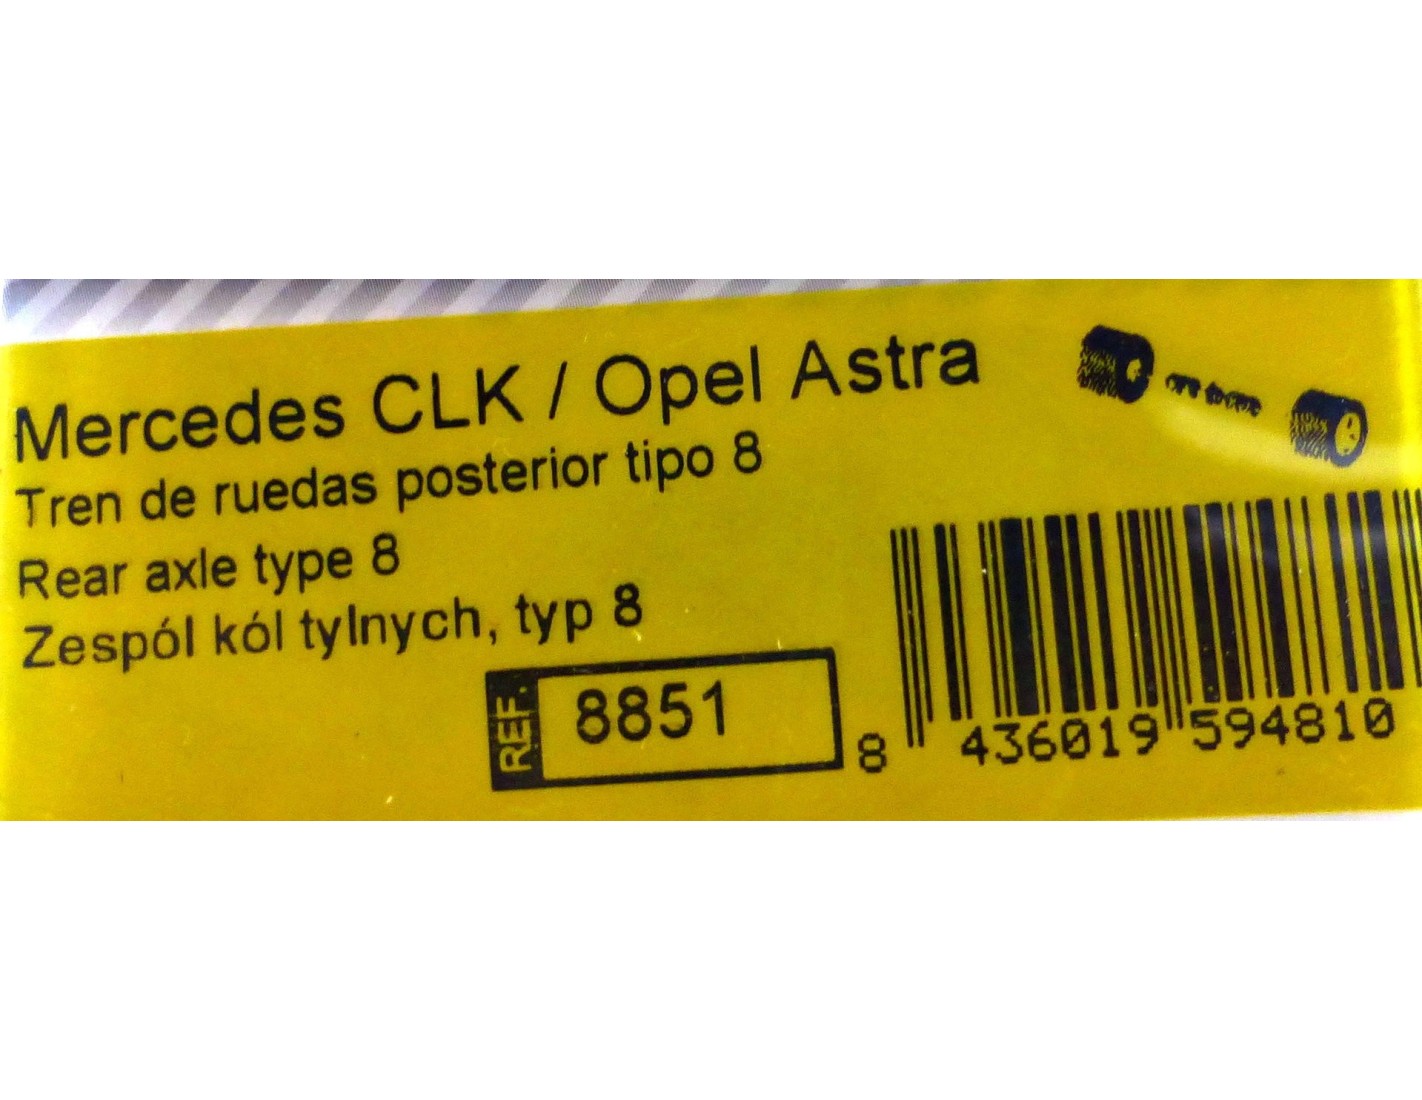 Mercedes CLK / Opel Astra
Tren de ruedas posterior tipo 8
Rear axle type 8
Zespól kól tylnych, typ 8
REF. 8851
8 436019 594810